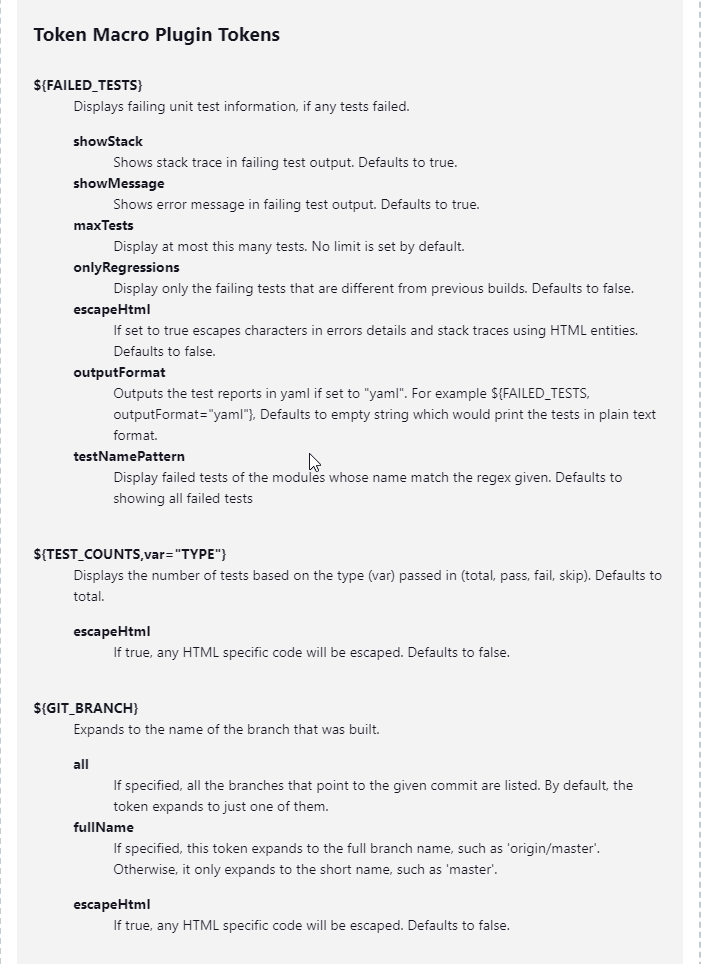 Token Macro Plugin Tokens
${FAILED_TESTS}
Displays failing unit test information, if any tests failed.
showStack
Shows stack trace in failing test output. Defaults to true.
showMessage
Shows error message in failing test output. Defaults to true.
maxTests
Display at most this many tests. No limit is set by default.
onlyRegressions
Display only the failing tests that are different from previous builds. Defaults to false.
escapeHtml
If set to true escapes characters in errors details and stack traces using HTML entities.
Defaults to false.
outputFormat
Outputs the test reports in yaml if set to "yaml". For example ${FAILED_TESTS,
outputFormat="yaml"}, Defaults to empty string which would print the tests in plain text
format.
testNamePattern
Display failed tests of the modules whose name match the regex given. Defaults to
showing all failed tests
${TEST_COUNTS,var="TYPE"}
Displays the number of tests based on the type (var) passed in (total, pass, fail, skip). Defaults to
total.
escapeHtml
If true, any HTML specific code will be escaped. Defaults to false.
${GIT_BRANCH}
Expands to the name of the branch that was built.
all
If specified, all the branches that point to the given commit are listed. By default, the
token expands to just one of them.
fullName
If specified, this token expands to the full branch name, such as 'origin/master'.
Otherwise, it only expands to the short name, such as 'master'.
escapeHtml
If true, any HTML specific code will be escaped. Defaults to false.